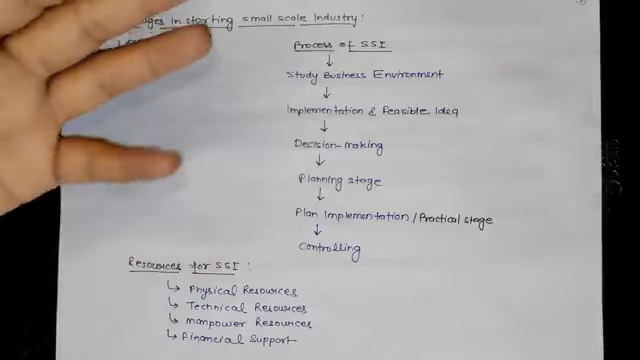 in starting small scale Industry:
Process of SSI
↓
Study Business Environment
↓
Implementation & Feasible Idea
↓
Decision-making
↓
Planning stage
↓
Plan Implementation/Practical stage
↓
Controlling
Resources for SSI:
↳ Physical Resources
↳ Technical Resources
↳ Manpower Resources
↳ Financial Support